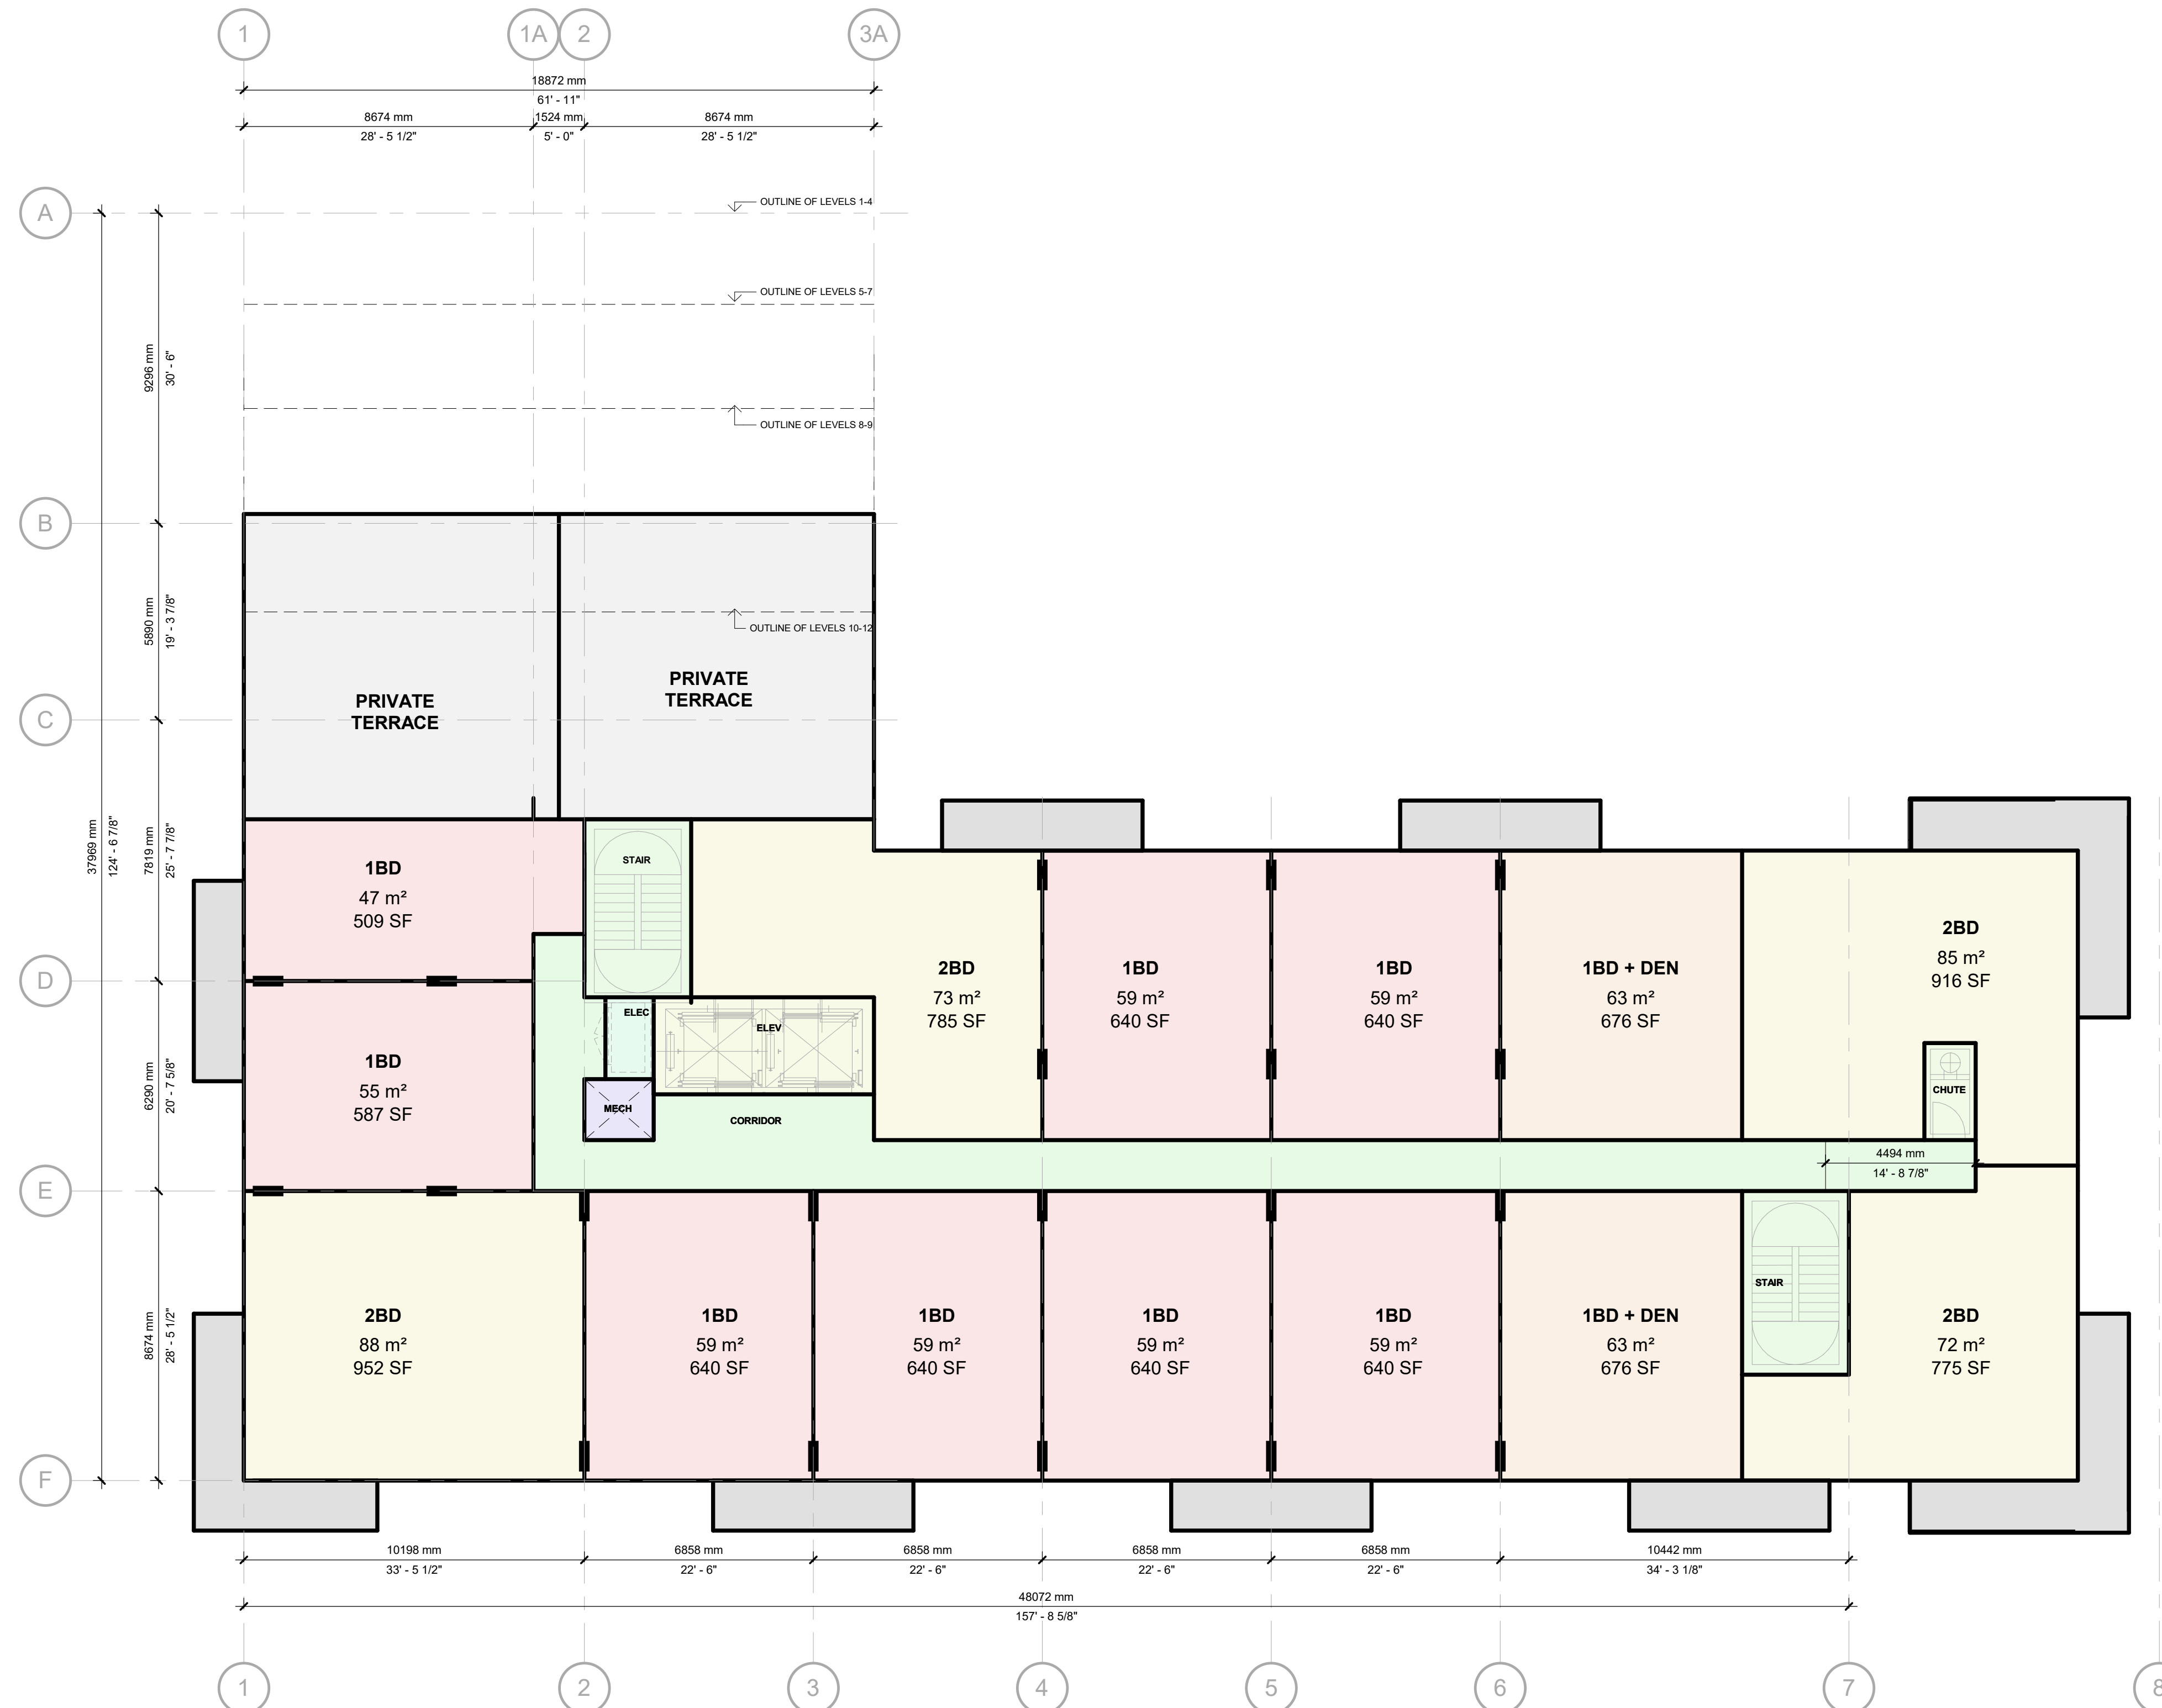 1
1A
2
3A
18872 mm
61' - 11"
8674 mm
1524 mm
8674 mm
28' - 5 1/2"
5' - 0"
28' - 5 1/2"
A
OUTLINE OF LEVELS 1-4
OUTLINE OF LEVELS 5-7
9296 mm
30' - 6"
OUTLINE OF LEVELS 8-9
B
5890 mm
19' - 3 7/8"
OUTLINE OF LEVELS 10-12
PRIVATE
TERRACE
PRIVATE
TERRACE
C
37969 mm
124' - 6 7/8"
7819 mm
25' - 7 7/8"
1BD
47 m²
509 SF
STAIR
2BD
73 m²
785 SF
1BD
59 m²
640 SF
1BD
59 m²
640 SF
1BD + DEN
63 m²
676 SF
2BD
85 m²
916 SF
D
ELEC
ELEV
6290 mm
20' - 7 5/8"
1BD
55 m²
587 SF
MECH
CORRIDOR
CHUTE
4494 mm
14' - 8 7/8"
E
8674 mm
28' - 5 1/2"
2BD
88 m²
952 SF
1BD
59 m²
640 SF
1BD
59 m²
640 SF
1BD
59 m²
640 SF
1BD
59 m²
640 SF
1BD + DEN
63 m²
676 SF
STAIR
2BD
72 m²
775 SF
F
10198 mm
33' - 5 1/2"
6858 mm
22' - 6"
6858 mm
22' - 6"
6858 mm
22' - 6"
6858 mm
22' - 6"
10442 mm
34' - 3 1/8"
48072 mm
157' - 8 5/8"
1
2
3
4
5
6
7
8